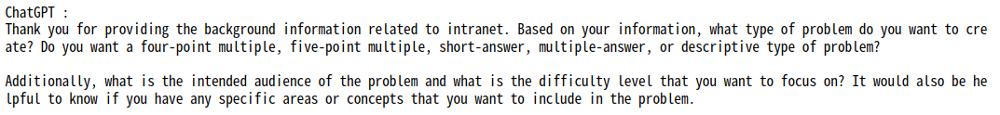 ChatGPT :
Thank you for providing the background information related to intranet. Based on your information, what type of problem do you want to cre
ate? Do you want a four-point multiple, five-point multiple, short-answer, multiple-answer, or descriptive type of problem?
Additionally, what is the intended audience of the problem and what is the difficulty level that you want to focus on? It would also be he
lpful to know if you have any specific areas or concepts that you want to include in the problem.